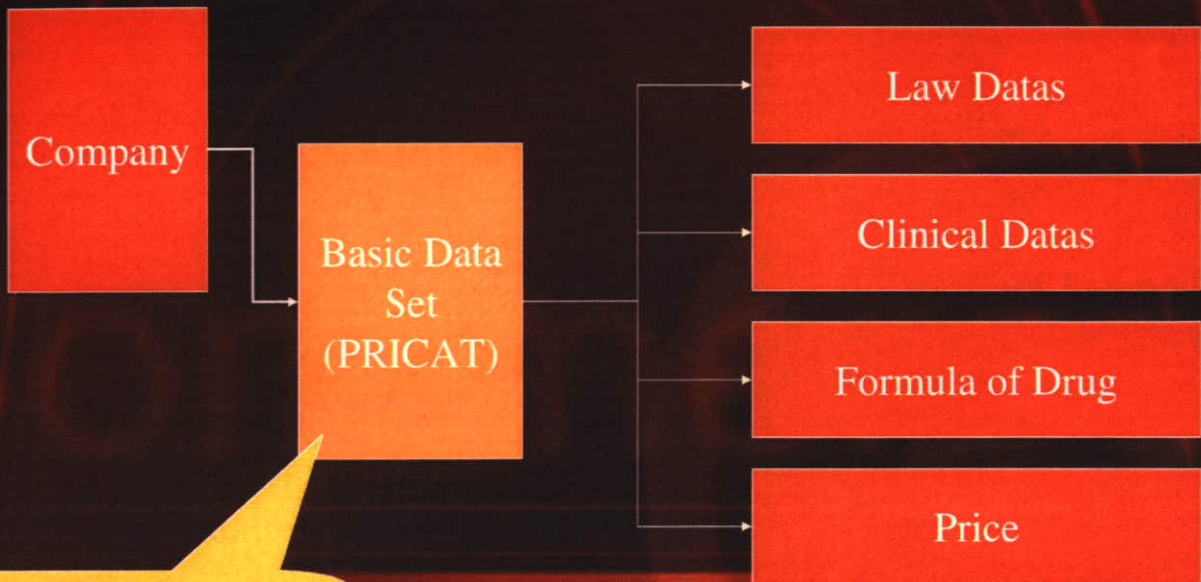 Company
Basic Data
Set
(PRICAT)
Law Datas
Clinical Datas
Formula of Drug
Price